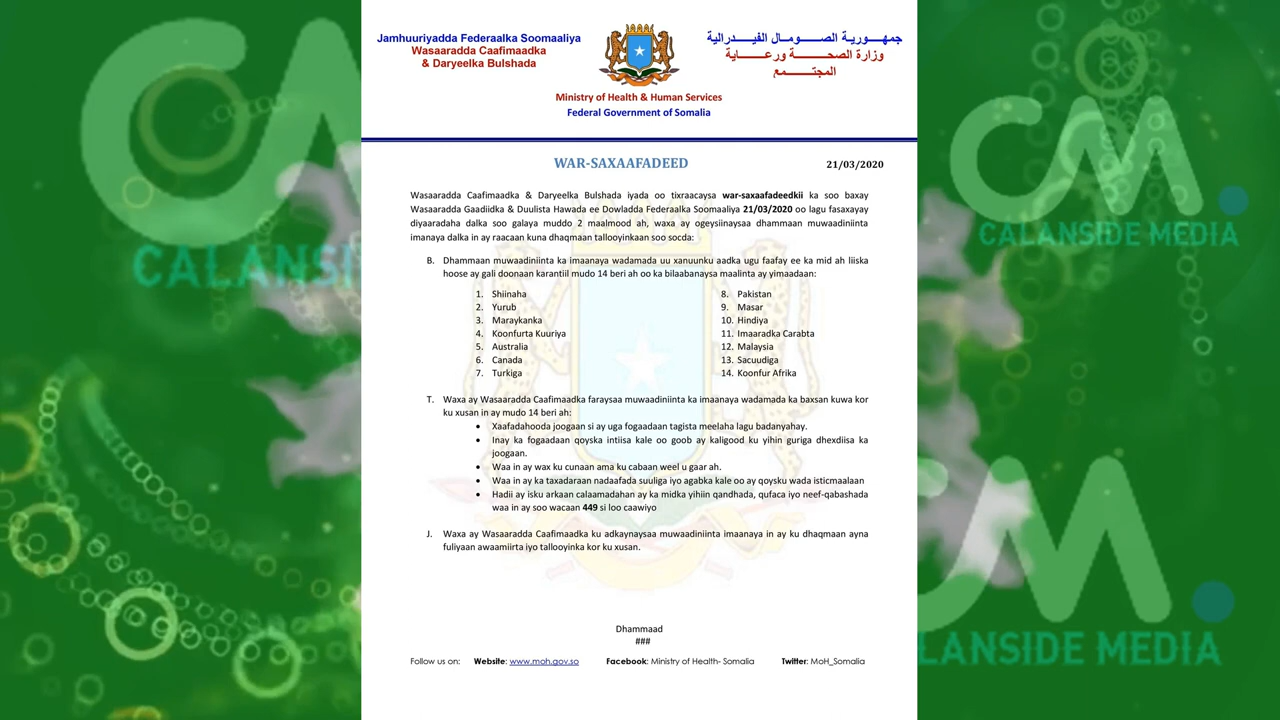 Jamhuuriyadda Federaalka Soomaaliya
Wasaaradda Caafimaadka
& Daryeelka Bulshada
جمهـــوريـة الصــــومــال الفيــــدرالية
وزارة الصحــــــة ورعـــــاية
المجتـــــمع
Ministry of Health & Human Services
Federal Government of Somalia
WAR-SAXAAFADEED
21/03/2020
Wasaaradda Caafimaadka & Daryeelka Bulshada iyada oo tixraacaysa war-saxaafadeedkii ka soo baxay
Wasaaradda Gaadiidka & Duulista Hawada ee Dowladda Federaalka Soomaaliya 21/03/2020 oo lagu fasaxayay
diyaaradaha dalka soo galaya muddo 2 maalmood ah, waxa ay ogeysiinaysaa dhammaan muwaadiniinta
imanaya dalka in ay raacaan kuna dhaqmaan tallooyinkaan soo socda:
B. Dhammaan muwaadiniinta ka imaanaya wadamada uu xanuunku aadka ugu faafay ee ka mid ah liiska
hoose ay gali doonaan karantiil mudo 14 beri ah oo ka bilaabanaysa maalinta ay yimaadaan:
1. Shiinaha
2. Yurub
3. Maraykanka
4. Koonfurta Kuuriya
5. Australia
6. Canada
7. Turkiga
8. Pakistan
9. Masar
10. Hindiya
11. Imaaradka Carabta
12. Malaysia
13. Sacuudiga
14. Koonfur Afrika
T. Waxa ay Wasaaradda Caafimaadka faraysaa muwaadiniinta ka imaanaya wadamada ka baxsan kuwa kor
ku xusan in ay mudo 14 beri ah:
• Xaafadahooda joogaan si ay uga fogaadaan tagista meelaha lagu badanyahay.
• Inay ka fogaadaan qoyska intiisa kale oo goob ay kaligood ku yihin guriga dhexdiisa ka
joogaan.
• Waa in ay wax ku cunaan ama ku cabaan weel u gaar ah.
• Waa in ay ka taxadaraan nadaafada suuliga iyo agabka kale oo ay qoysku wada isticmaalaan
• Hadii ay isku arkaan calaamadahan ay ka midka yihiin qandhada, qufaca iyo neef-qabashada
waa in ay soo wacaan 449 si loo caawiyo
J. Waxa ay Wasaaradda Caafimaadka ku adkaynaysaa muwaadiniinta imaanaya in ay ku dhaqmaan ayna
fuliyaan awaamiirta iyo tallooyinka kor ku xusan.
Dhammaad
###
Follow us on: Website: www.moh.gov.so Facebook: Ministry of Health- Somalia Twitter: MoH_Somalia
CM.
CALANSIDE MEDIA
CM.
CALANSIDE MEDIA
CM.
ALANSIDE MEDIA